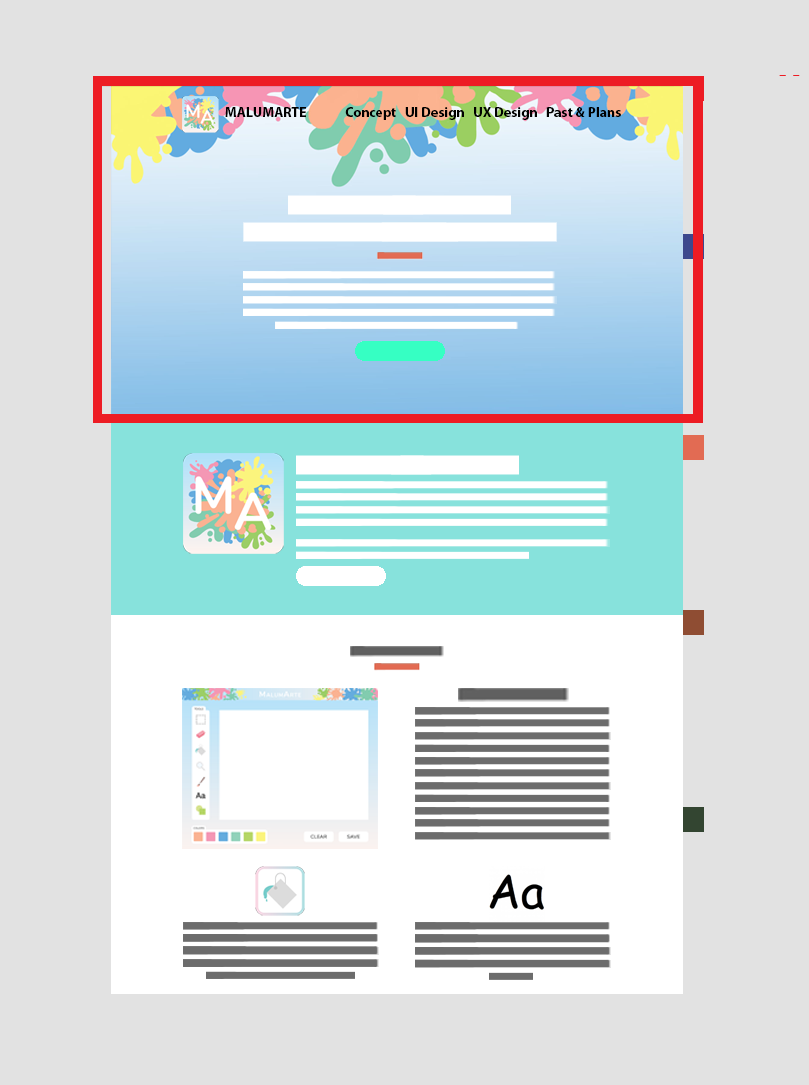 MA MALUMARTE Concept UI Design UX Design Past & Plans
MA
MALUMARTE
Aa
CLEAR SAVE
Aa